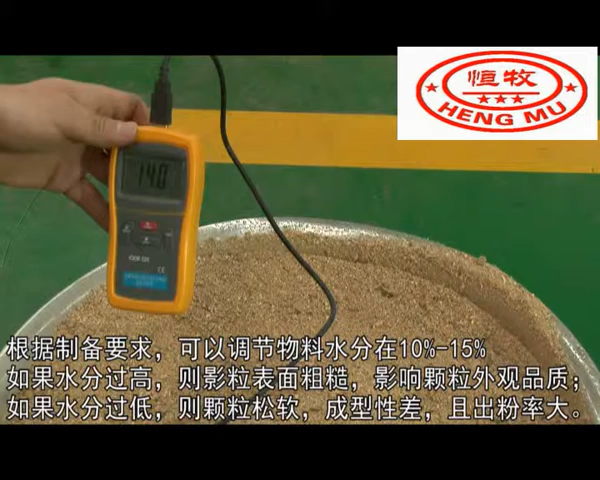 恒牧
HENG MU
14.0
CE
根据制备要求，可以调节物料水分在10%-15%
如果水分过高，则影粒表面粗糙，影响颗粒外观品质；
如果水分过低，则颗粒松软，成型性差，且出粉率大。